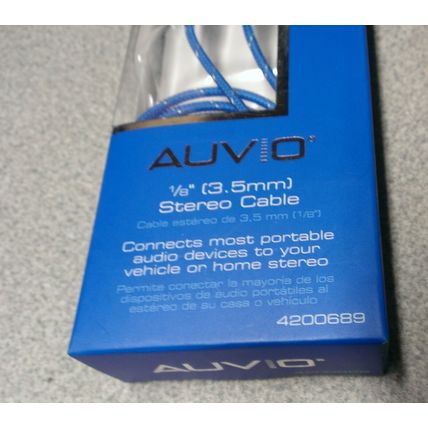 AUVIO
1/8" (3.5mm)
Stereo Cable
Cable estéreo de 3,5 mm (1/8")
Connects most portable
audio devices to your
vehicle or home stereo
Permite conectar la mayoría de los
dispositivos de audio portátiles al
estéreo de su casa o vehículo
4200689
AUVIO